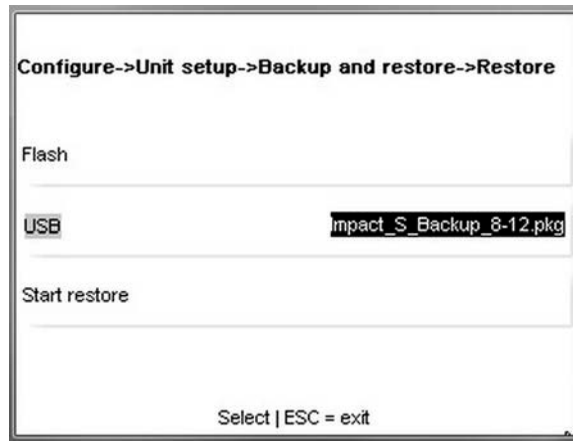 Configure->Unit setup->Backup and restore->Restore
Flash
USB Impact_S_Backup_8-12.pkg
Start restore
Select | ESC = exit